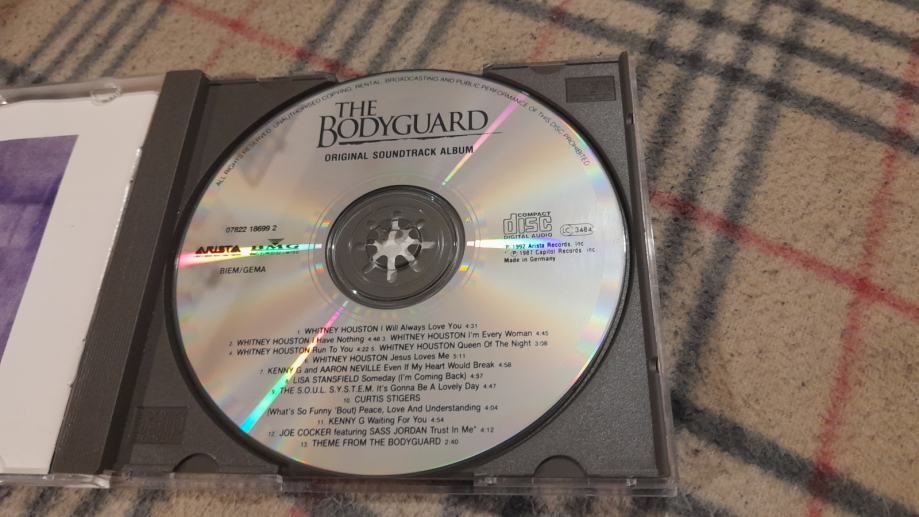 ALL RIGHTS RESERVED. UNAUTHORISED COPYING, RENTAL, BROADCASTING AND PUBLIC PERFORMANCE OF THIS DISC PROHIBITED
THE
BODYGUARD
ORIGINAL SOUNDTRACK ALBUM
07822 18699 2
ARISTA BMG
BIEM/GEMA
COMPACT
disc
DIGITAL AUDIO
LC 3484
℗ 1992 Arista Records, Inc
* ℗ 1987 Capitol Records, Inc.
Made in Germany
1 WHITNEY HOUSTON I Will Always Love You 4:31
2 WHITNEY HOUSTON I Have Nothing 4:48 3 WHITNEY HOUSTON I'm Every Woman 4:45
4 WHITNEY HOUSTON Run To You 4:22 5 WHITNEY HOUSTON Queen Of The Night 3:08
6 WHITNEY HOUSTON Jesus Loves Me 5:11
7 KENNY G and AARON NEVILLE Even If My Heart Would Break 4:58
8 LISA STANSFIELD Someday (I'm Coming Back) 4:57
9 THE S.O.U.L. S.Y.S.T.E.M. It's Gonna Be A Lovely Day 4:47
10 CURTIS STIGERS
(What's So Funny 'Bout) Peace, Love And Understanding 4:04
11 KENNY G Waiting For You 4:54
12 JOE COCKER featuring SASS JORDAN Trust In Me* 4:12
13 THEME FROM THE BODYGUARD 2:40